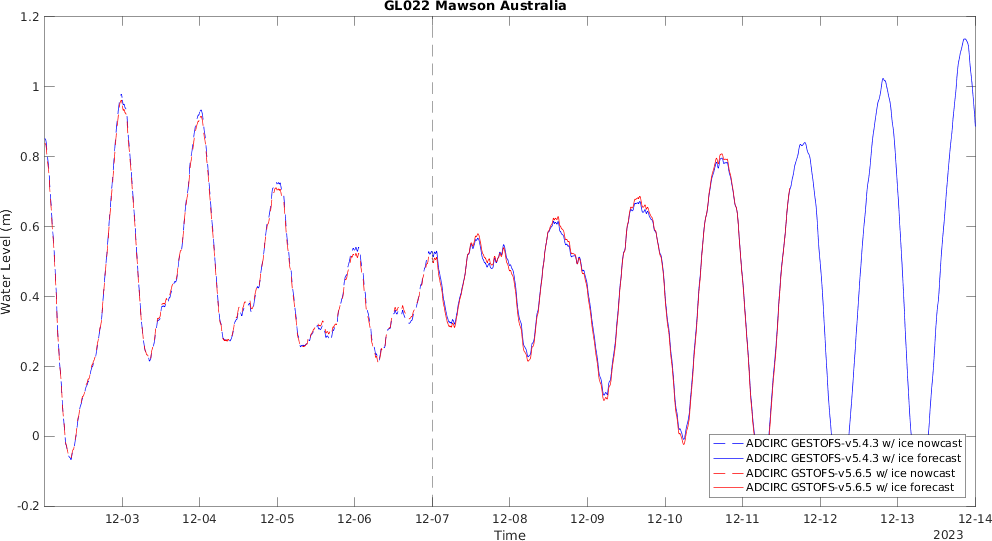 GL022 Mawson Australia
Water Level (m)
1.2
1
0.8
0.6
0.4
0.2
0
-0.2
ADCIRC GESTOFS-v5.4.3 w/ ice nowcast
ADCIRC GESTOFS-v5.4.3 w/ ice forecast
ADCIRC GSTOFS-v5.6.5 w/ ice nowcast
ADCIRC GSTOFS-v5.6.5 w/ ice forecast
12-03 12-04 12-05 12-06 12-07 12-08 12-09 12-10 12-11 12-12 12-13 12-14
Time
2023